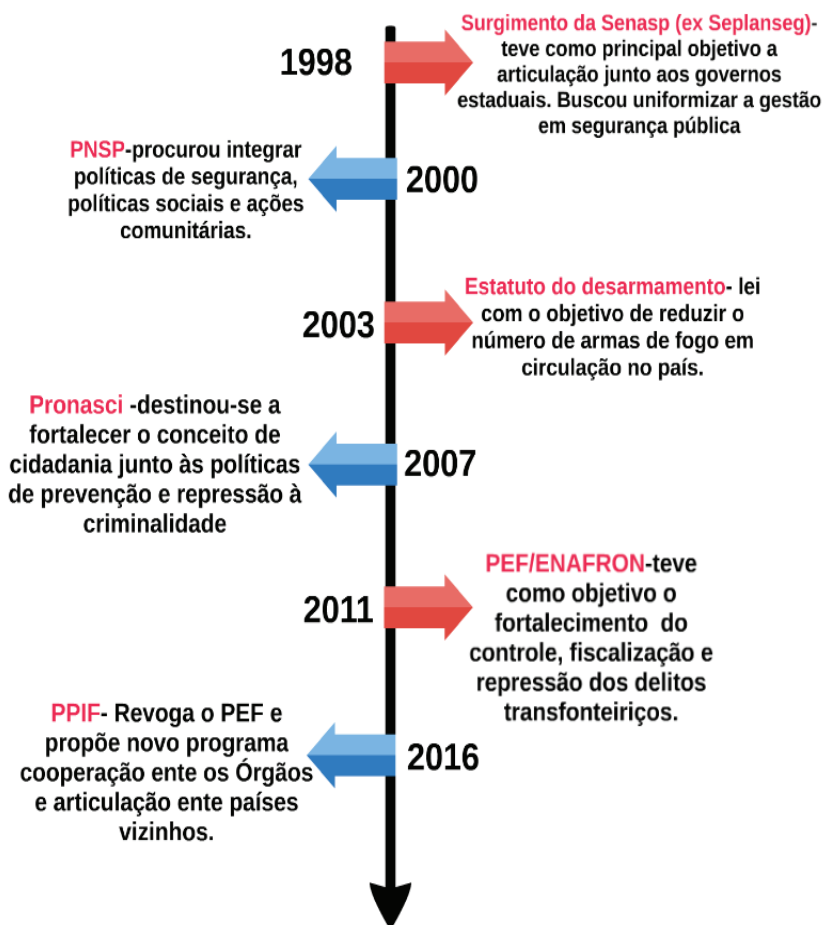 1998
Surgimento da Senasp (ex Seplanseg)-
teve como principal objetivo a
articulação junto aos governos
estaduais. Buscou uniformizar a gestão
em segurança pública
PNSP-procurou integrar
políticas de segurança,
políticas sociais e ações
comunitárias.
2000
2003
Estatuto do desarmamento- lei
com o objetivo de reduzir o
número de armas de fogo em
circulação no país.
Pronasci -destinou-se a
fortalecer o conceito de
cidadania junto às políticas
de prevenção e repressão à
criminalidade
2007
2011
PEF/ENAFRON-teve
como objetivo o
fortalecimento do
controle, fiscalização e
repressão dos delitos
transfonteiriços.
PPIF- Revoga o PEF e
propõe novo programa
cooperação ente os Órgãos
e articulação ente países
vizinhos.
2016